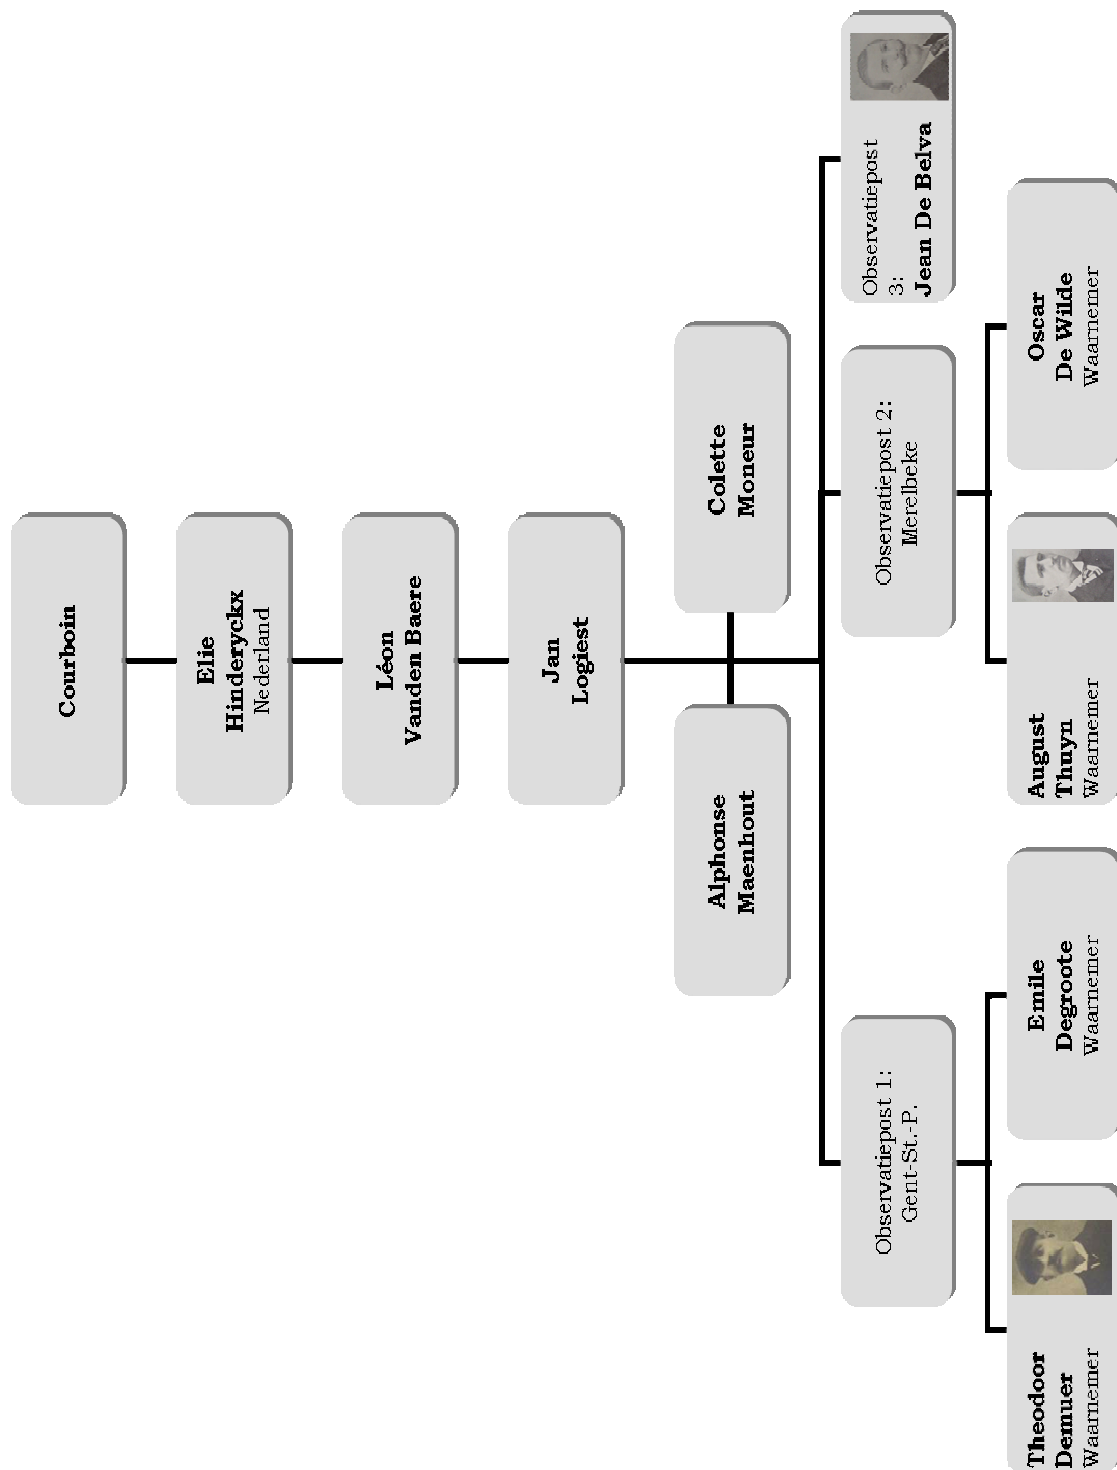 Courboin
Elie
Hinderyckx
Nederland
Léon
Vanden Baere
Jan
Logiest
Alphonse
Maenhout
Colette
Moneur
Observatiepost 1:
Gent-St.-P.
Observatiepost 2:
Merelbeke
Observatiepost
3:
Jean De Belva
Theodoor
Demuer
Waarnemer
Emile
Degroote
Waarnemer
August
Thuyn
Waarnemer
Oscar
De Wilde
Waarnemer